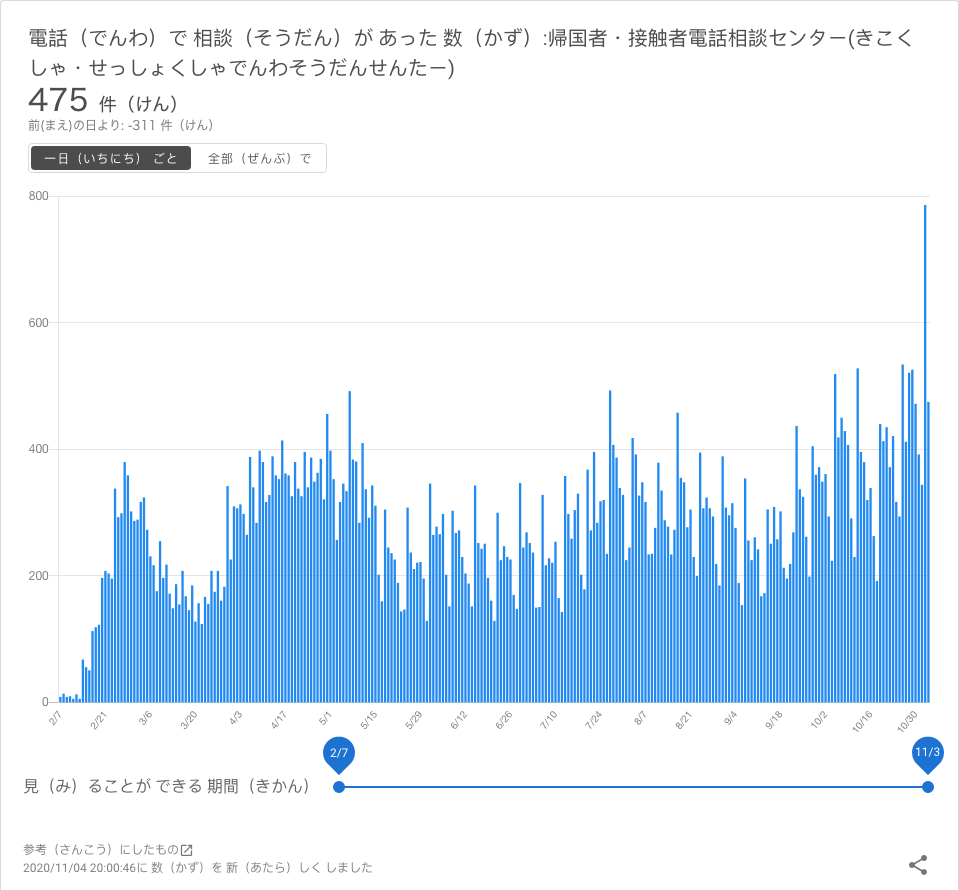 電話（でんわ）で 相談（そうだん）が あった 数（かず）:帰国者・接触者電話相談センター(きこく
しゃ・せっしょくしゃでんわそうだんせんたー)
475 件（けん）
前(まえ)の日より: -311 件（けん）
一日（いちにち） ごと 全部（ぜんぶ）で
800
600
400
200
0
2/7 2/21 3/6 3/20 4/3 4/17 5/1 5/15 5/29 6/12 6/26 7/10 7/24 8/7 8/21 9/4 9/18 10/2 10/16 10/30
2/7 11/3
見（み）ることが できる 期間（きかん）
参考（さんこう）にしたもの
2020/11/04 20:00:46に 数（かず）を 新（あたら）しく しました